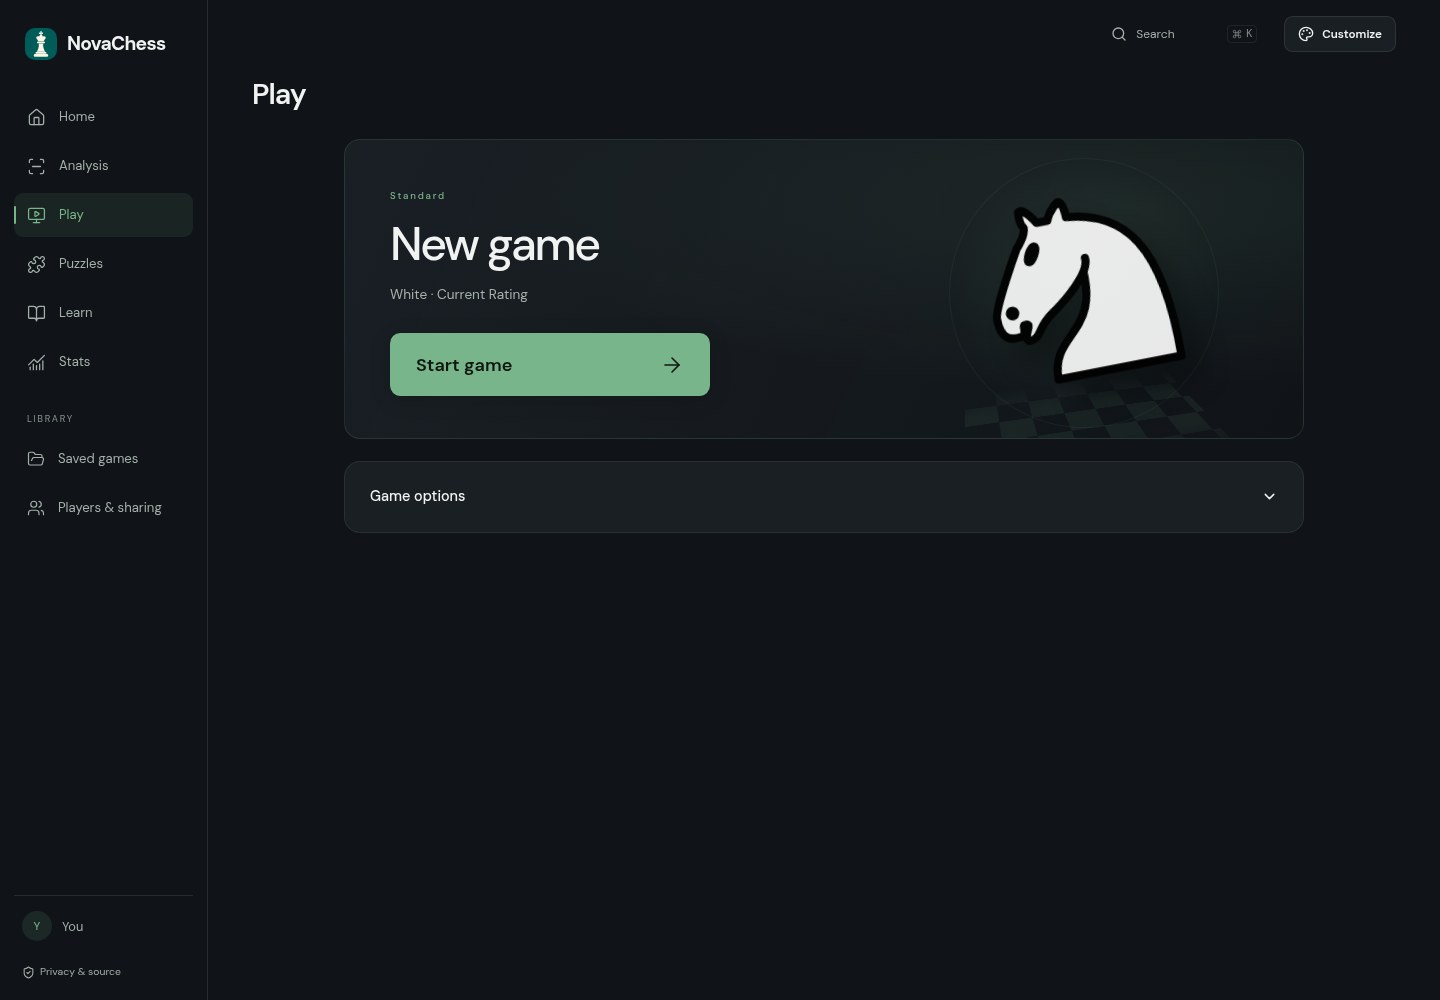 NovaChess
Search
⌘ K
Customize
Home
Analysis
Play
Puzzles
Learn
Stats
LIBRARY
Saved games
Players & sharing
Y
You
Privacy & source
Play
Standard
New game
White · Current Rating
Start game
Game options